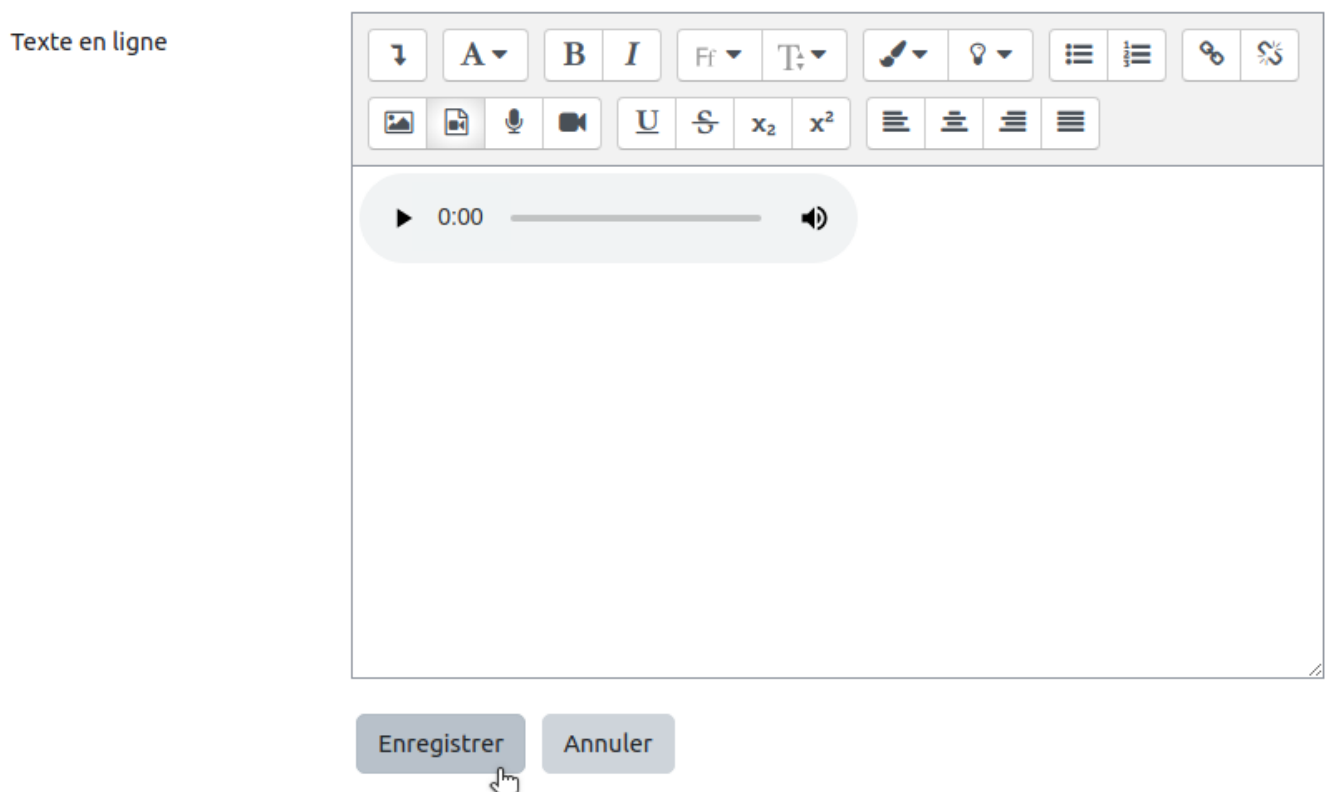 Texte en ligne
A B I Ff T
U S x₂ x²
0:00
Enregistrer Annuler